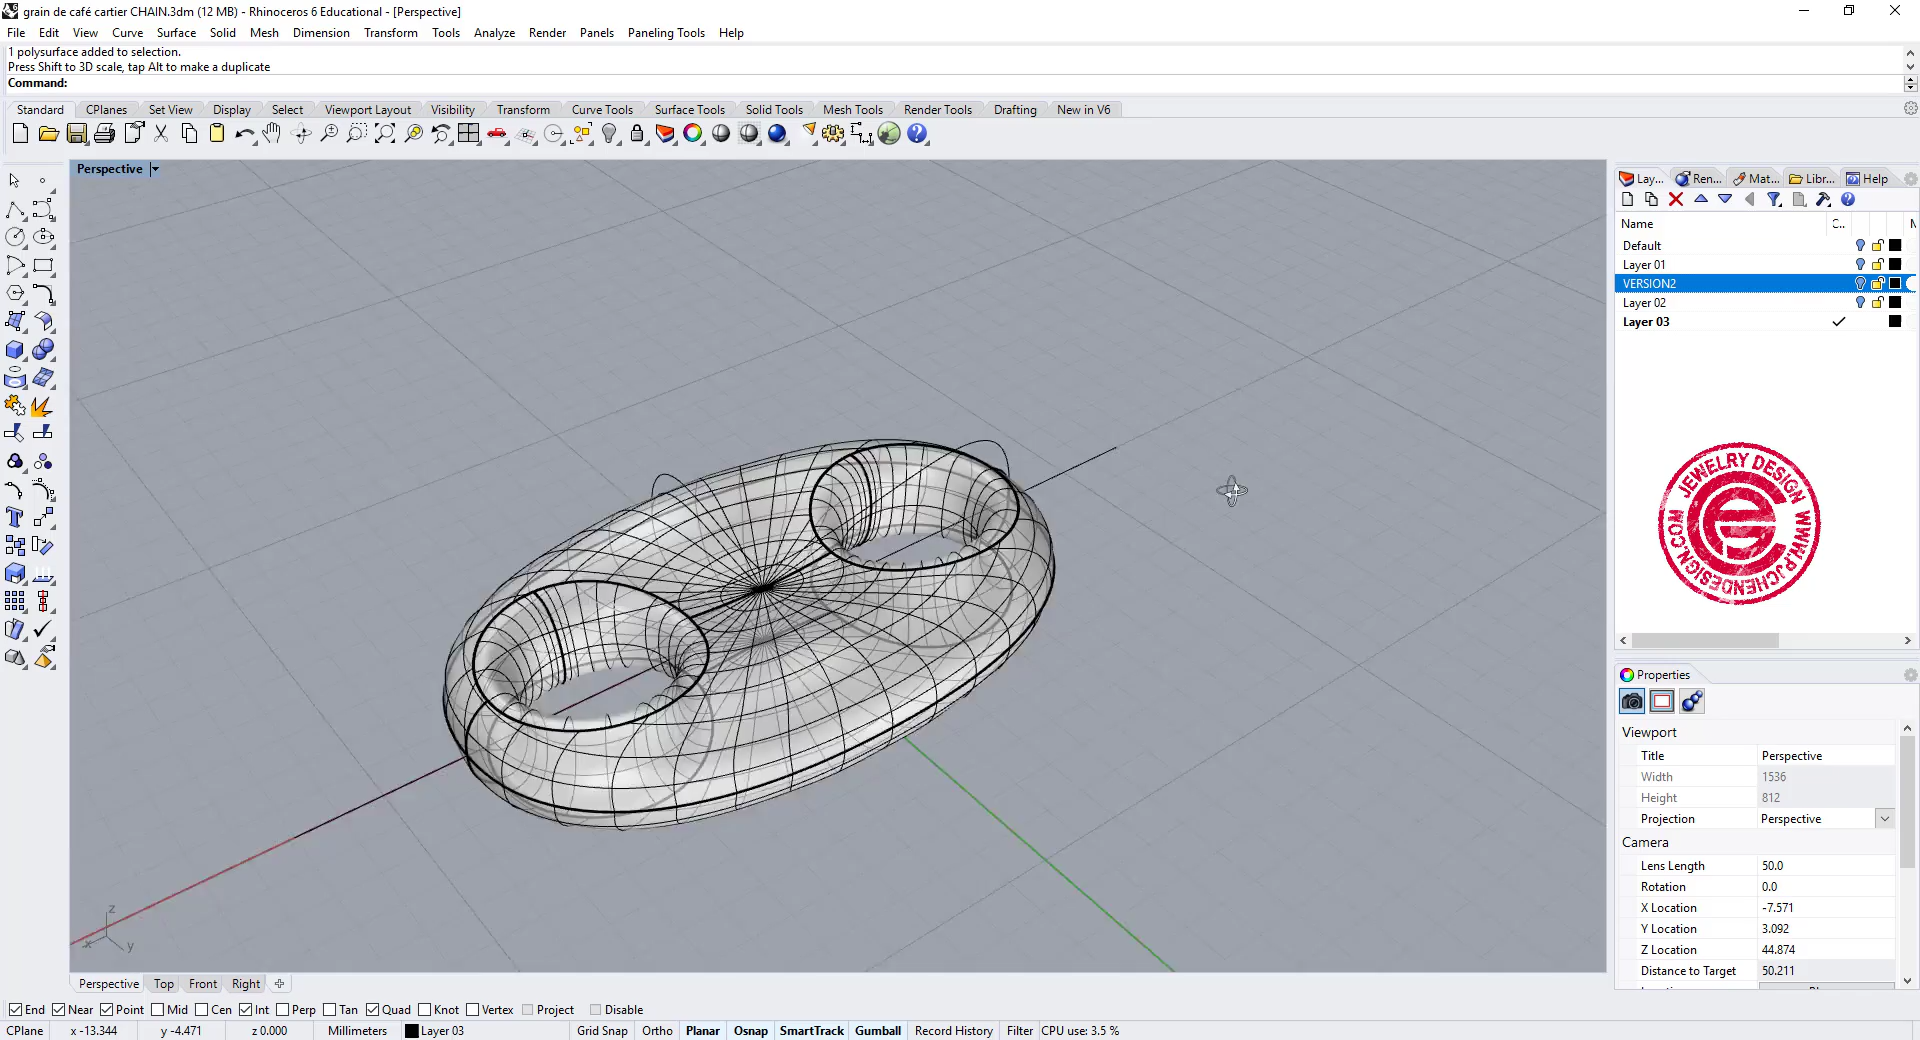 grain de café cartier CHAIN.3dm (12 MB) - Rhinoceros 6 Educational - [Perspective]
File Edit View Curve Surface Solid Mesh Dimension Transform Tools Analyze Render Panels Paneling Tools Help
1 polysurface added to selection.
Press Shift to 3D scale, tap Alt to make a duplicate
Command:
Standard CPlanes Set View Display Select Viewport Layout Visibility Transform Curve Tools Surface Tools Solid Tools Mesh Tools Render Tools Drafting New in V6
Perspective
Lay... Ren... Mat... Libr... Help
Name C... M
Default
Layer 01
VERSION2
Layer 02
Layer 03
JEWELRY DESIGN WWW.PJCHENDESIGN.COM
Properties
Viewport
Title Perspective
Width 1536
Height 812
Projection Perspective
Camera
Lens Length 50.0
Rotation 0.0
X Location -7.571
Y Location 3.092
Z Location 44.874
Distance to Target 50.211
z
x y
Perspective Top Front Right
End Near Point Mid Cen Int Perp Tan Quad Knot Vertex Project Disable
CPlane x -13.344 y -4.471 z 0.000 Millimeters Layer 03 Grid Snap Ortho Planar Osnap SmartTrack Gumball Record History Filter CPU use: 3.5 %